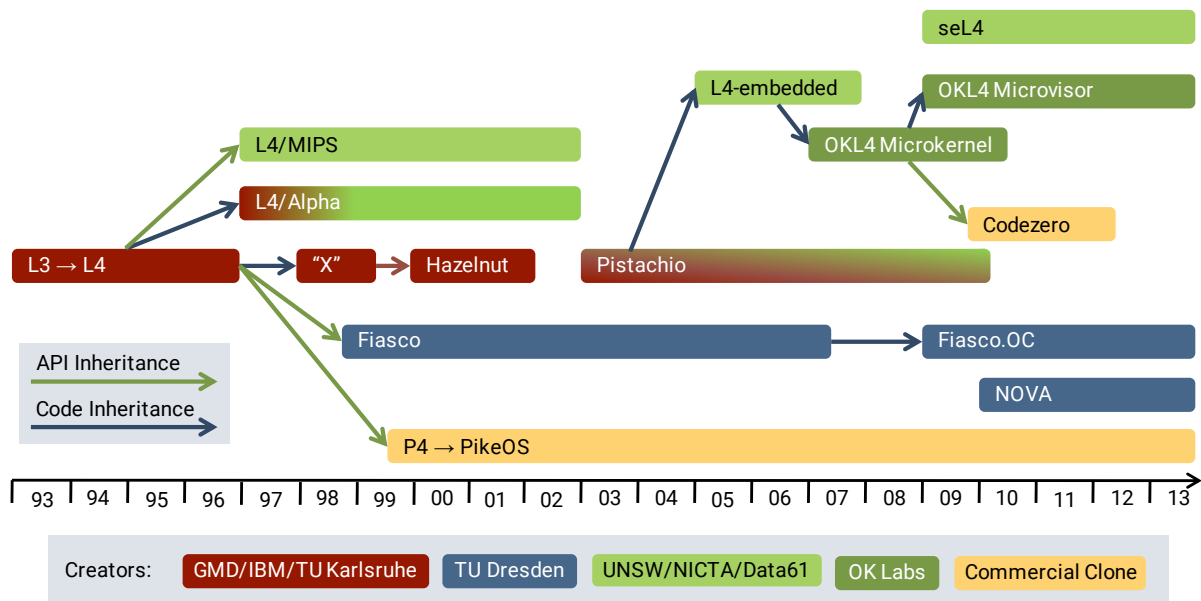 seL4
L4-embedded
OKL4 Microvisor
L4/MIPS
OKL4 Microkernel
L4/Alpha
Codezero
L3 → L4
“X”
Hazelnut
Pistachio
Fiasco
Fiasco.OC
API Inheritance
Code Inheritance
NOVA
P4 → PikeOS
93 94 95 96 97 98 99 00 01 02 03 04 05 06 07 08 09 10 11 12 13
Creators: GMD/IBM/TU Karlsruhe TU Dresden UNSW/NICTA/Data61 OK Labs Commercial Clone